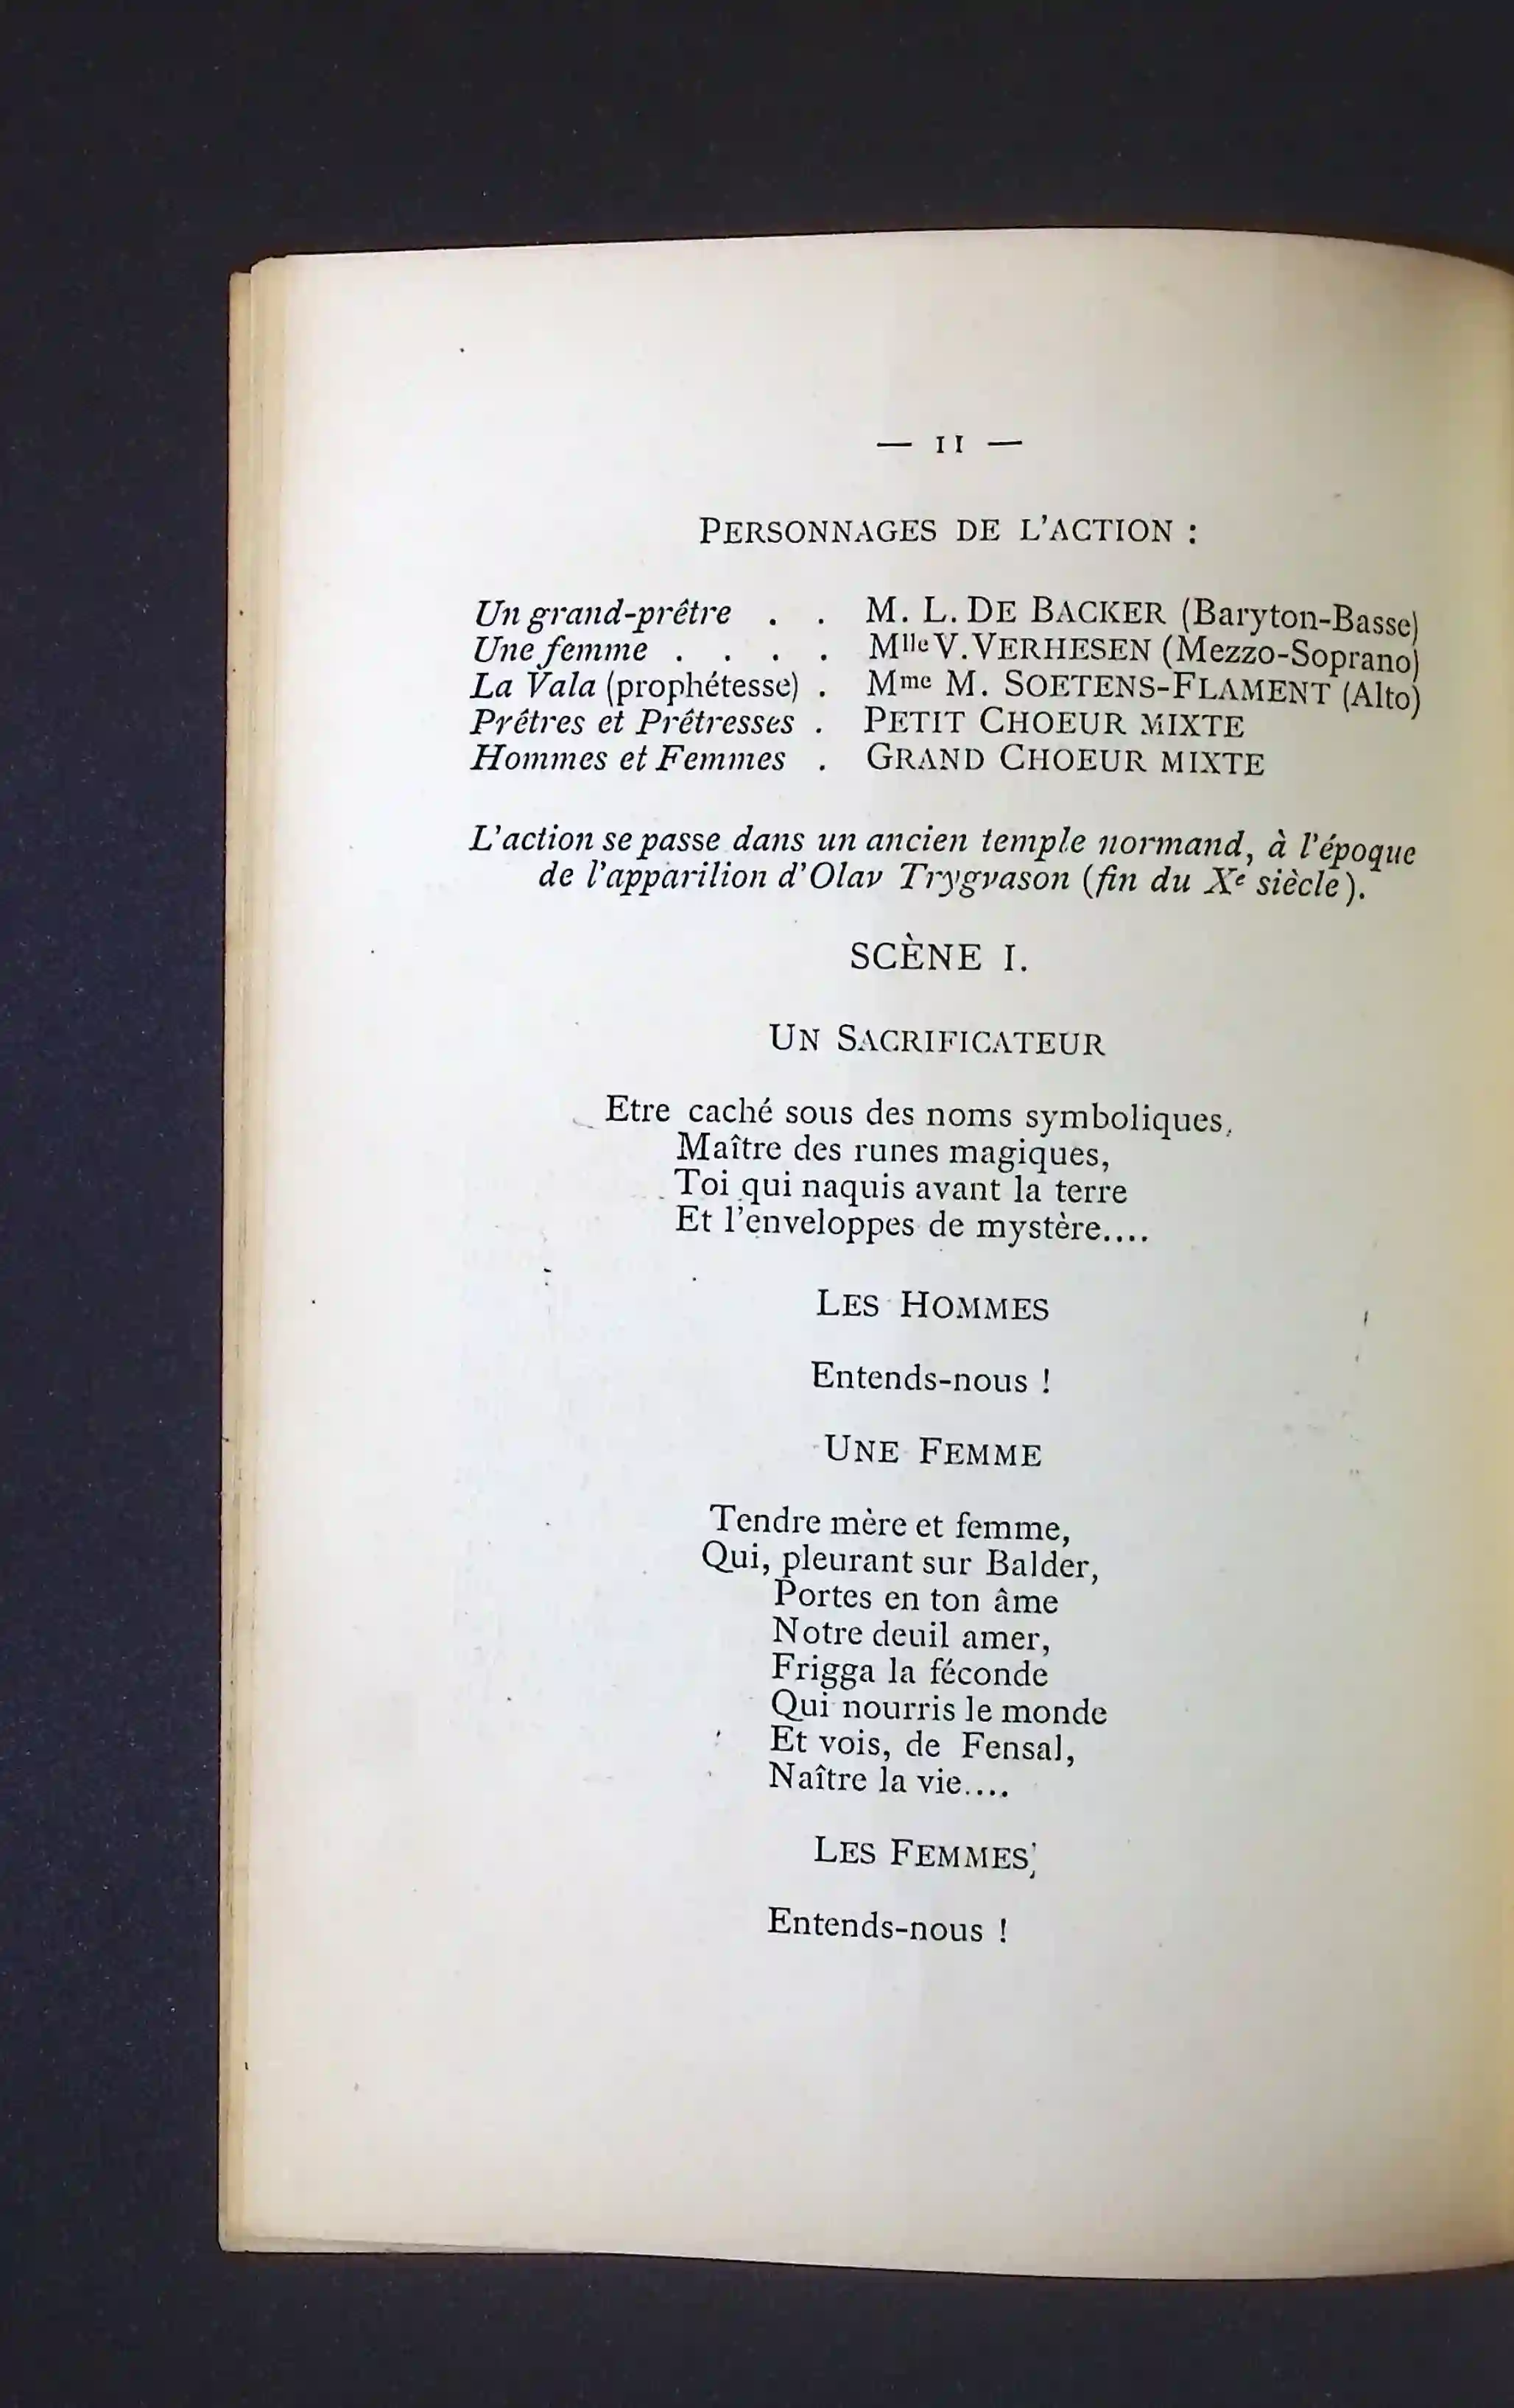 — 11 —
PERSONNAGES DE L'ACTION :
Un grand-prêtre . . M. L. DE BACKER (Baryton-Basse)
Une femme . . . . Mlle V. VERHESEN (Mezzo-Soprano)
La Vala (prophétesse) . Mme M. SOETENS-FLAMENT (Alto)
Prêtres et Prêtresses . PETIT CHOEUR MIXTE
Hommes et Femmes . GRAND CHOEUR MIXTE
L'action se passe dans un ancien temple normand, à l'époque
de l'apparilion d'Olav Trygvason (fin du Xe siècle).
SCÈNE I.
UN SACRIFICATEUR
Etre caché sous des noms symboliques,
Maître des runes magiques,
Toi qui naquis avant la terre
Et l'enveloppes de mystère....
LES HOMMES
Entends-nous !
UNE FEMME
Tendre mère et femme,
Qui, pleurant sur Balder,
Portes en ton âme
Notre deuil amer,
Frigga la féconde
Qui nourris le monde
Et vois, de Fensal,
Naître la vie....
LES FEMMES
Entends-nous !